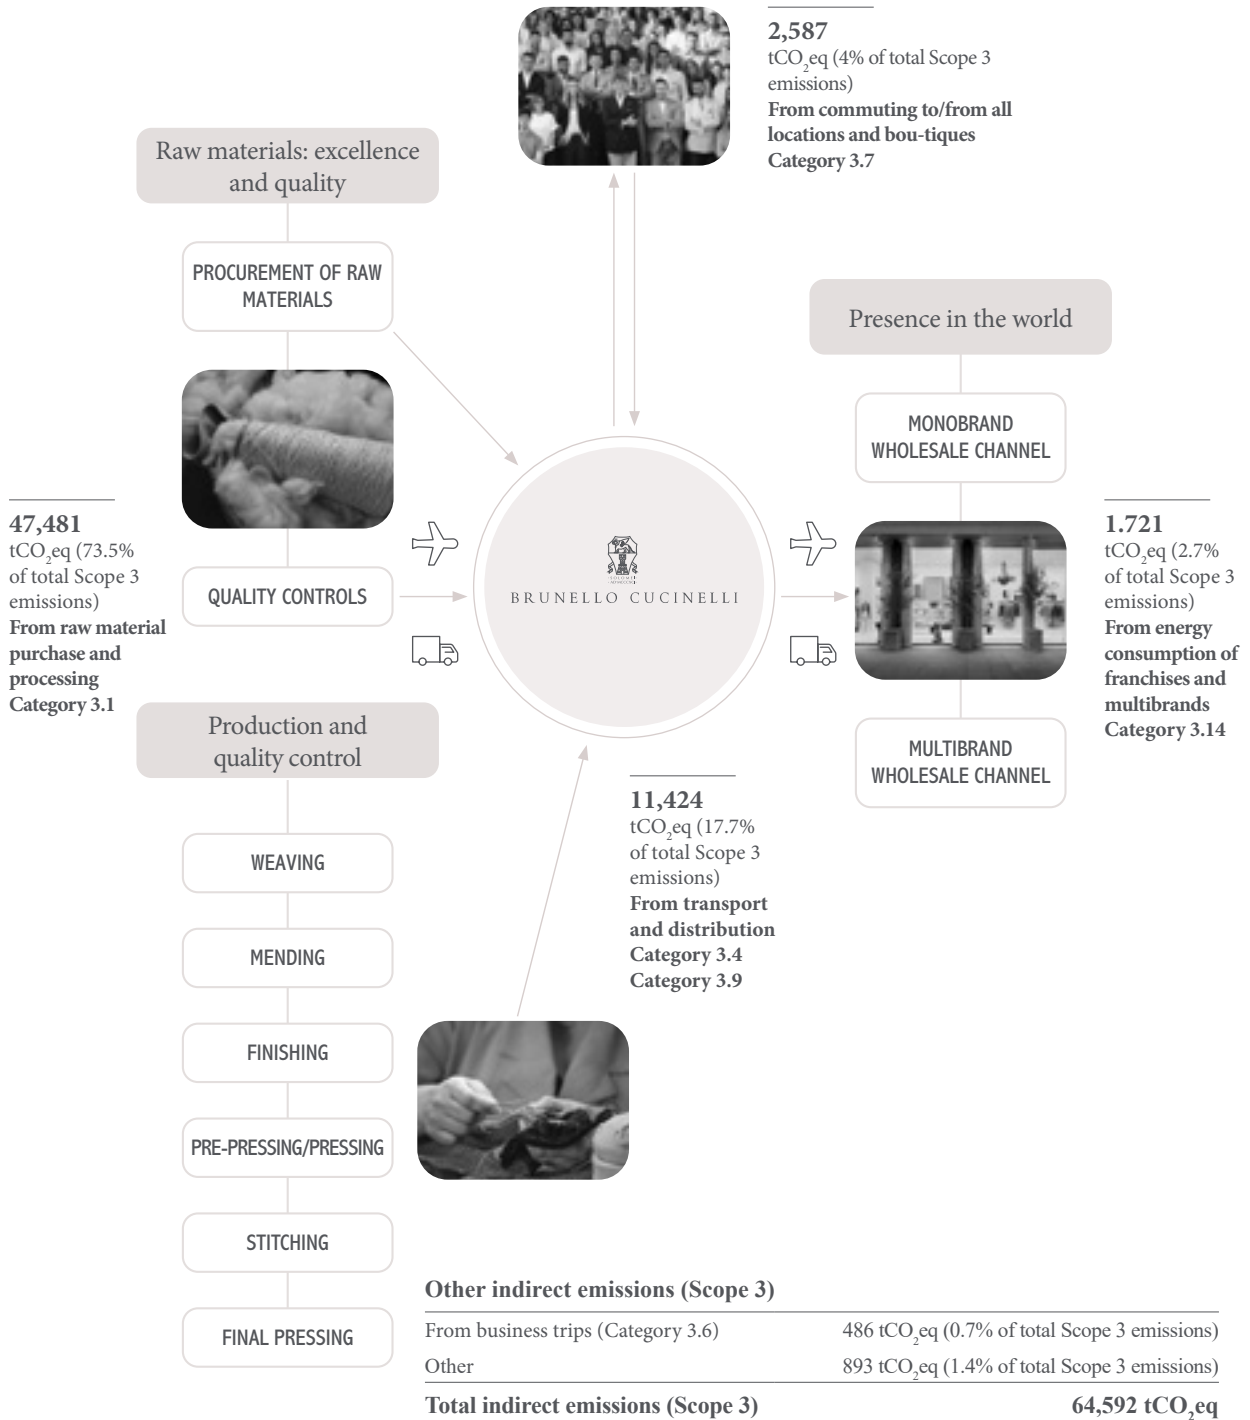 2,587
tCO₂eq (4% of total Scope 3
emissions)
From commuting to/from all
locations and bou-tiques
Category 3.7
Raw materials: excellence
and quality
PROCUREMENT OF RAW
MATERIALS
QUALITY CONTROLS
47,481
tCO₂eq (73.5%
of total Scope 3
emissions)
From raw material
purchase and
processing
Category 3.1
BRUNELLO CUCINELLI
Presence in the world
MONOBRAND
WHOLESALE CHANNEL
MULTIBRAND
WHOLESALE CHANNEL
1.721
tCO₂eq (2.7%
of total Scope 3
emissions)
From energy
consumption of
franchises and
multibrands
Category 3.14
Production and
quality control
WEAVING
MENDING
FINISHING
PRE-PRESSING/PRESSING
STITCHING
FINAL PRESSING
11,424
tCO₂eq (17.7%
of total Scope 3
emissions)
From transport
and distribution
Category 3.4
Category 3.9
Other indirect emissions (Scope 3)
From business trips (Category 3.6) 486 tCO₂eq (0.7% of total Scope 3 emissions)
Other 893 tCO₂eq (1.4% of total Scope 3 emissions)
Total indirect emissions (Scope 3) 64,592 tCO₂eq